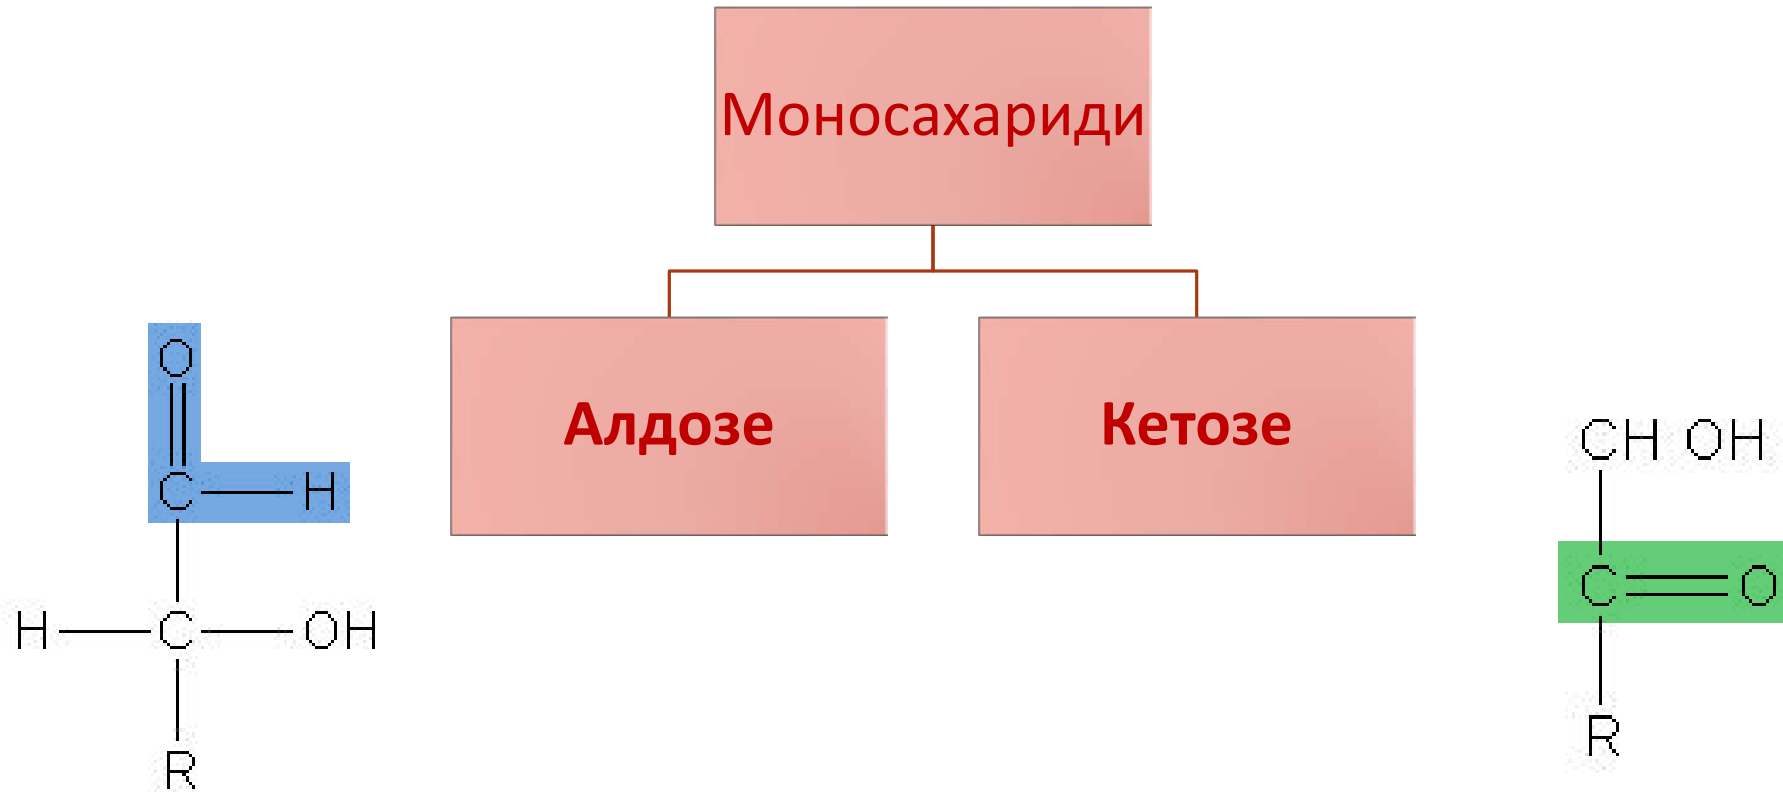 Моносахариди
Алдозе
Кетозе
O
C H
H C OH
R
CH OH
C O
R